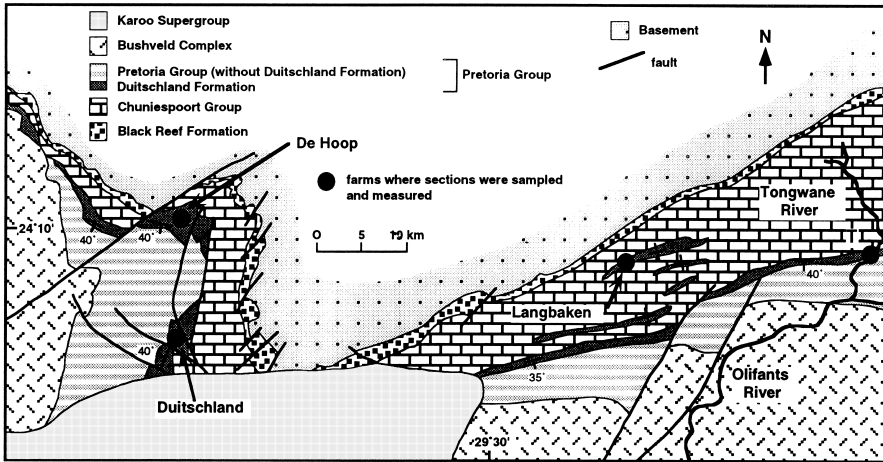 Karoo Supergroup
Bushveld Complex
Pretoria Group (without Duitschland Formation)
Duitschland Formation
Pretoria Group
Chuniespoort Group
Black Reef Formation
Basement
fault
N
De Hoop
farms where sections were sampled
and measured
0 5 10 km
24°10'
40°
40°
40°
Duitschland
Langbaken
35°
29°30'
Tongwane
River
40°
Olifants
River